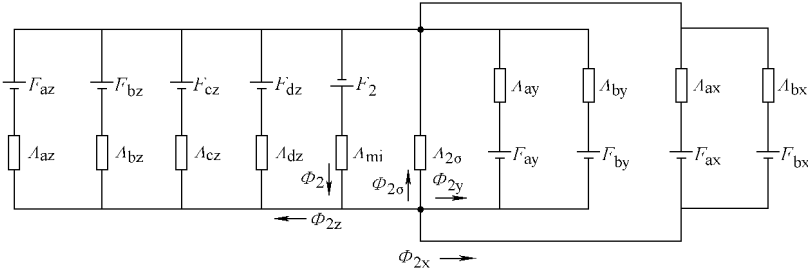 F_az F_bz F_cz F_dz F_2 Λ_ay Λ_by Λ_ax Λ_bx
Λ_az Λ_bz Λ_cz Λ_dz Λ_mi Λ_2σ F_ay F_by F_ax F_bx
Φ_2 Φ_2σ Φ_2y
Φ_2z
Φ_2x